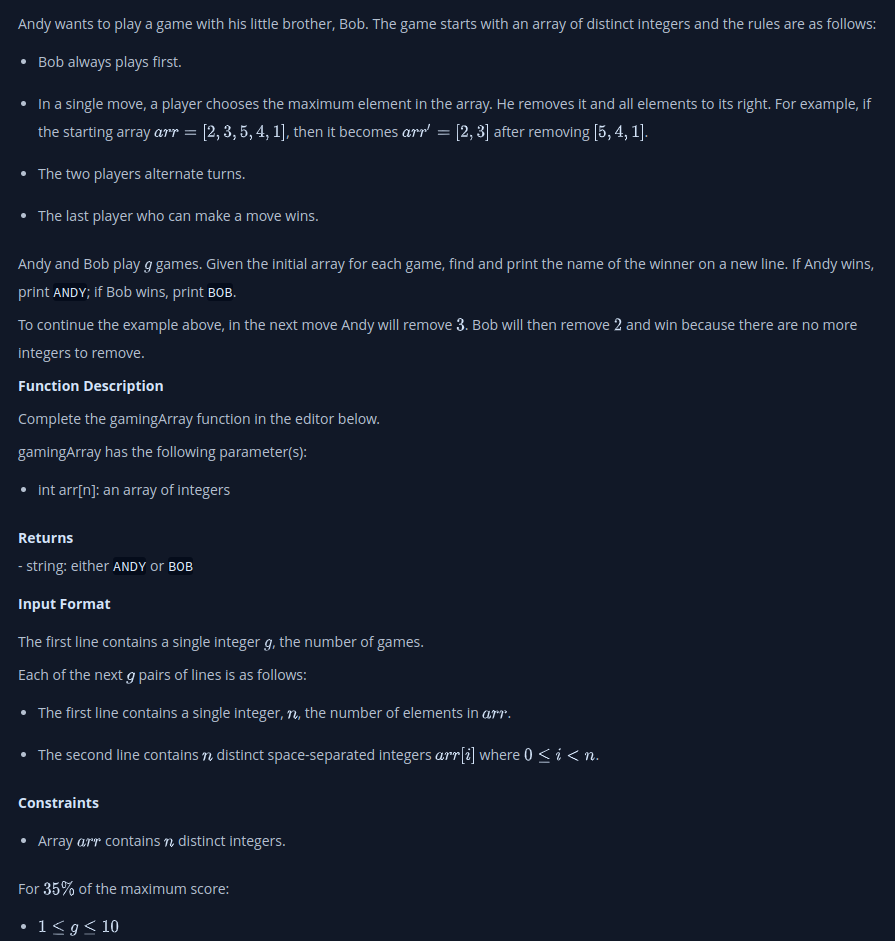 Andy wants to play a game with his little brother, Bob. The game starts with an array of distinct integers and the rules are as follows:
• Bob always plays first.
• In a single move, a player chooses the maximum element in the array. He removes it and all elements to its right. For example, if
the starting array arr = [2, 3, 5, 4, 1], then it becomes arr′ = [2, 3] after removing [5, 4, 1].
• The two players alternate turns.
• The last player who can make a move wins.
Andy and Bob play g games. Given the initial array for each game, find and print the name of the winner on a new line. If Andy wins,
print ANDY; if Bob wins, print BOB.
To continue the example above, in the next move Andy will remove 3. Bob will then remove 2 and win because there are no more
integers to remove.
Function Description
Complete the gamingArray function in the editor below.
gamingArray has the following parameter(s):
• int arr[n]: an array of integers
Returns
- string: either ANDY or BOB
Input Format
The first line contains a single integer g, the number of games.
Each of the next g pairs of lines is as follows:
• The first line contains a single integer, n, the number of elements in arr.
• The second line contains n distinct space-separated integers arr[i] where 0 ≤ i < n.
Constraints
• Array arr contains n distinct integers.
For 35% of the maximum score:
• 1 ≤ g ≤ 10